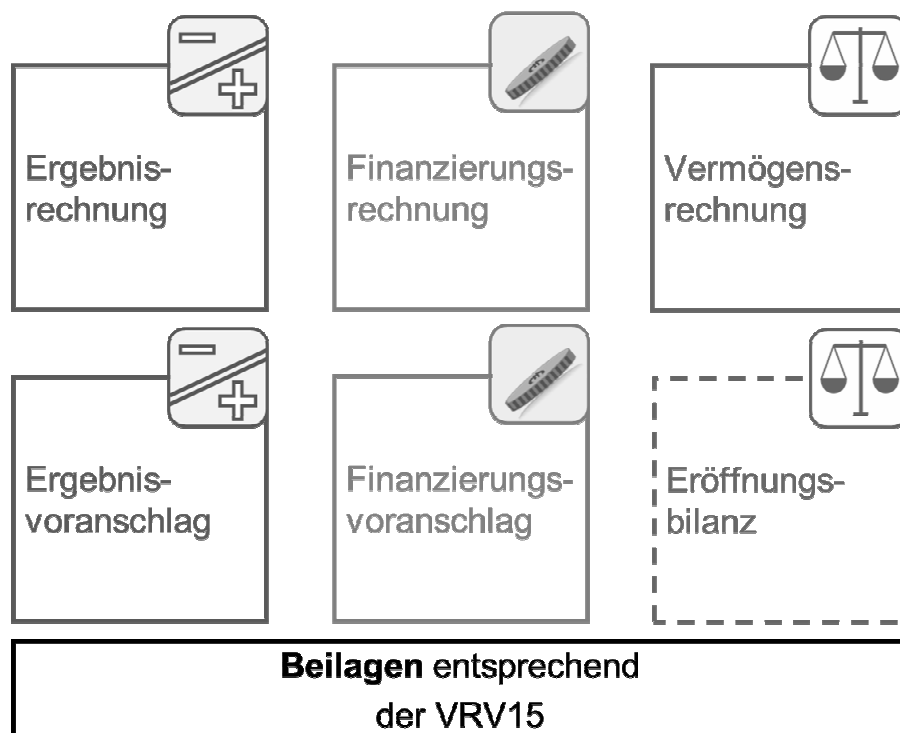 Ergebnis-
rechnung
Finanzierungs-
rechnung
Vermögens-
rechnung
Ergebnis-
voranschlag
Finanzierungs-
voranschlag
Eröffnungs-
bilanz
Beilagen entsprechend
der VRV15